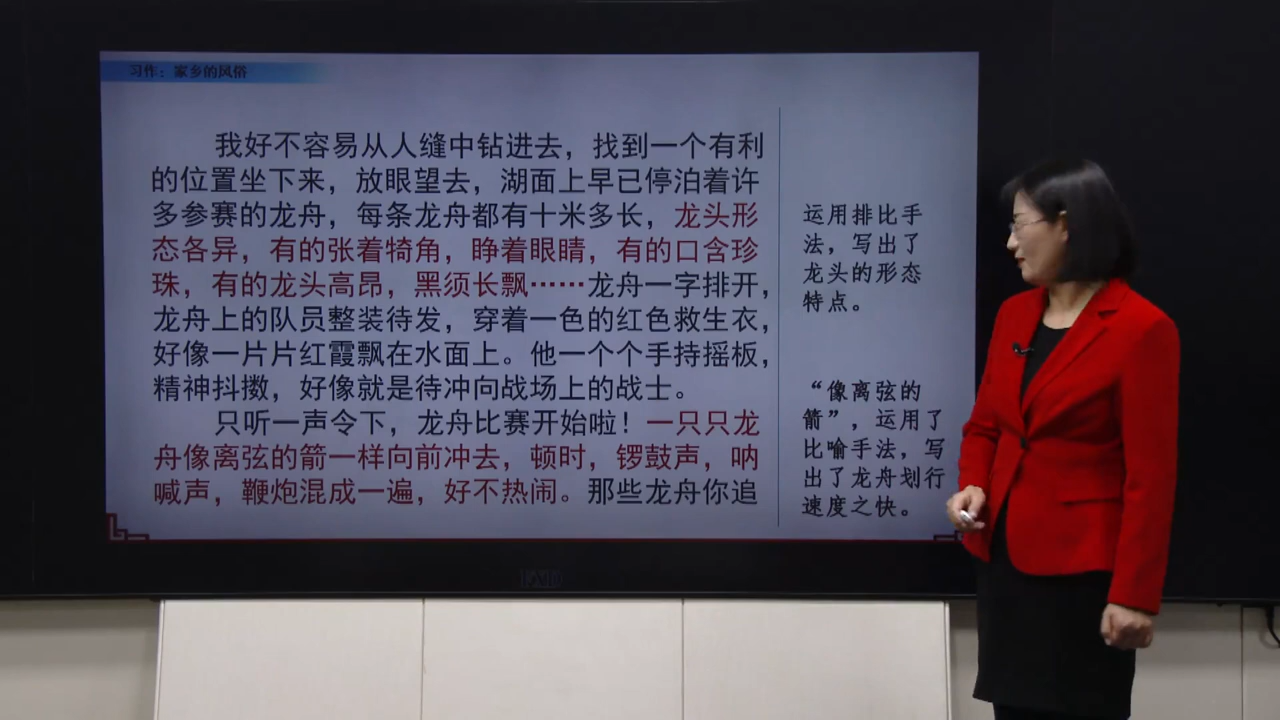 习作：家乡的风俗
我好不容易从人缝中钻进去，找到一个有利
的位置坐下来，放眼望去，湖面上早已停泊着许
多参赛的龙舟，每条龙舟都有十米多长，龙头形
态各异，有的张着犄角，睁着眼睛，有的口含珍
珠，有的龙头高昂，黑须长飘……龙舟一字排开，
龙舟上的队员整装待发，穿着一色的红色救生衣，
好像一片片红霞飘在水面上。他一个个手持摇板，
精神抖擞，好像就是待冲向战场上的战士。
只听一声令下，龙舟比赛开始啦！一只只龙
舟像离弦的箭一样向前冲去，顿时，锣鼓声，呐
喊声，鞭炮混成一遍，好不热闹。那些龙舟你追
运用排比手
法，写出了
龙头的形态
特点。
“像离弦的
箭”，运用了
比喻手法，写
出了龙舟划行
速度之快。